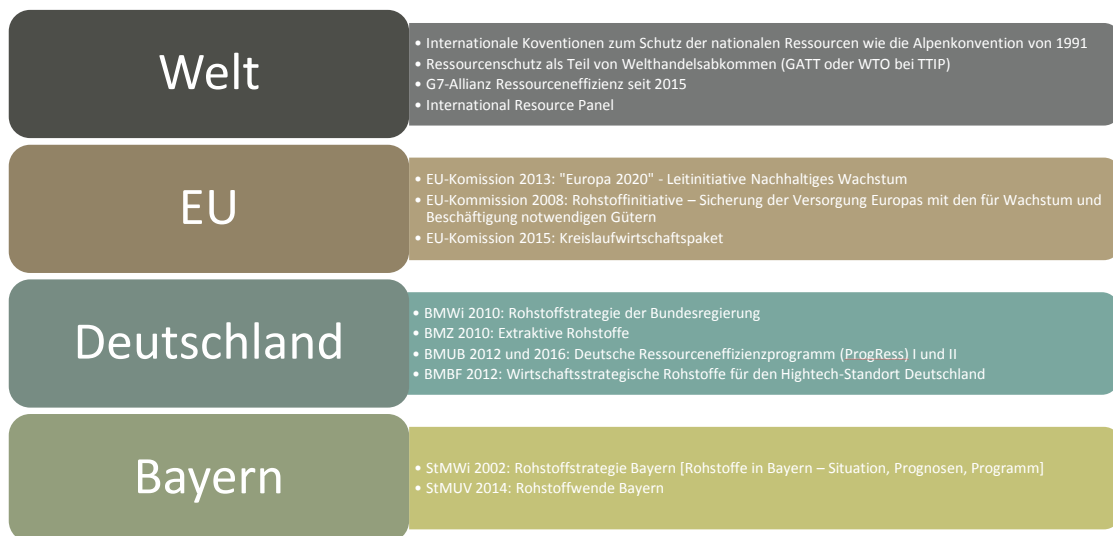 Welt
• Internationale Koventionen zum Schutz der nationalen Ressourcen wie die Alpenkonvention von 1991
• Ressourcenschutz als Teil von Welthandelsabkommen (GATT oder WTO bei TTIP)
• G7-Allianz Ressourceneffizienz seit 2015
• International Resource Panel
EU
• EU-Komission 2013: "Europa 2020" - Leitinitiative Nachhaltiges Wachstum
• EU-Kommission 2008: Rohstoffinitiative – Sicherung der Versorgung Europas mit den für Wachstum und
Beschäftigung notwendigen Gütern
• EU-Komission 2015: Kreislaufwirtschaftspaket
Deutschland
• BMWi 2010: Rohstoffstrategie der Bundesregierung
• BMZ 2010: Extraktive Rohstoffe
• BMUB 2012 und 2016: Deutsche Ressourceneffizienzprogramm (ProgRess) I und II
• BMBF 2012: Wirtschaftsstrategische Rohstoffe für den Hightech-Standort Deutschland
Bayern
• StMWi 2002: Rohstoffstrategie Bayern [Rohstoffe in Bayern – Situation, Prognosen, Programm]
• StMUV 2014: Rohstoffwende Bayern